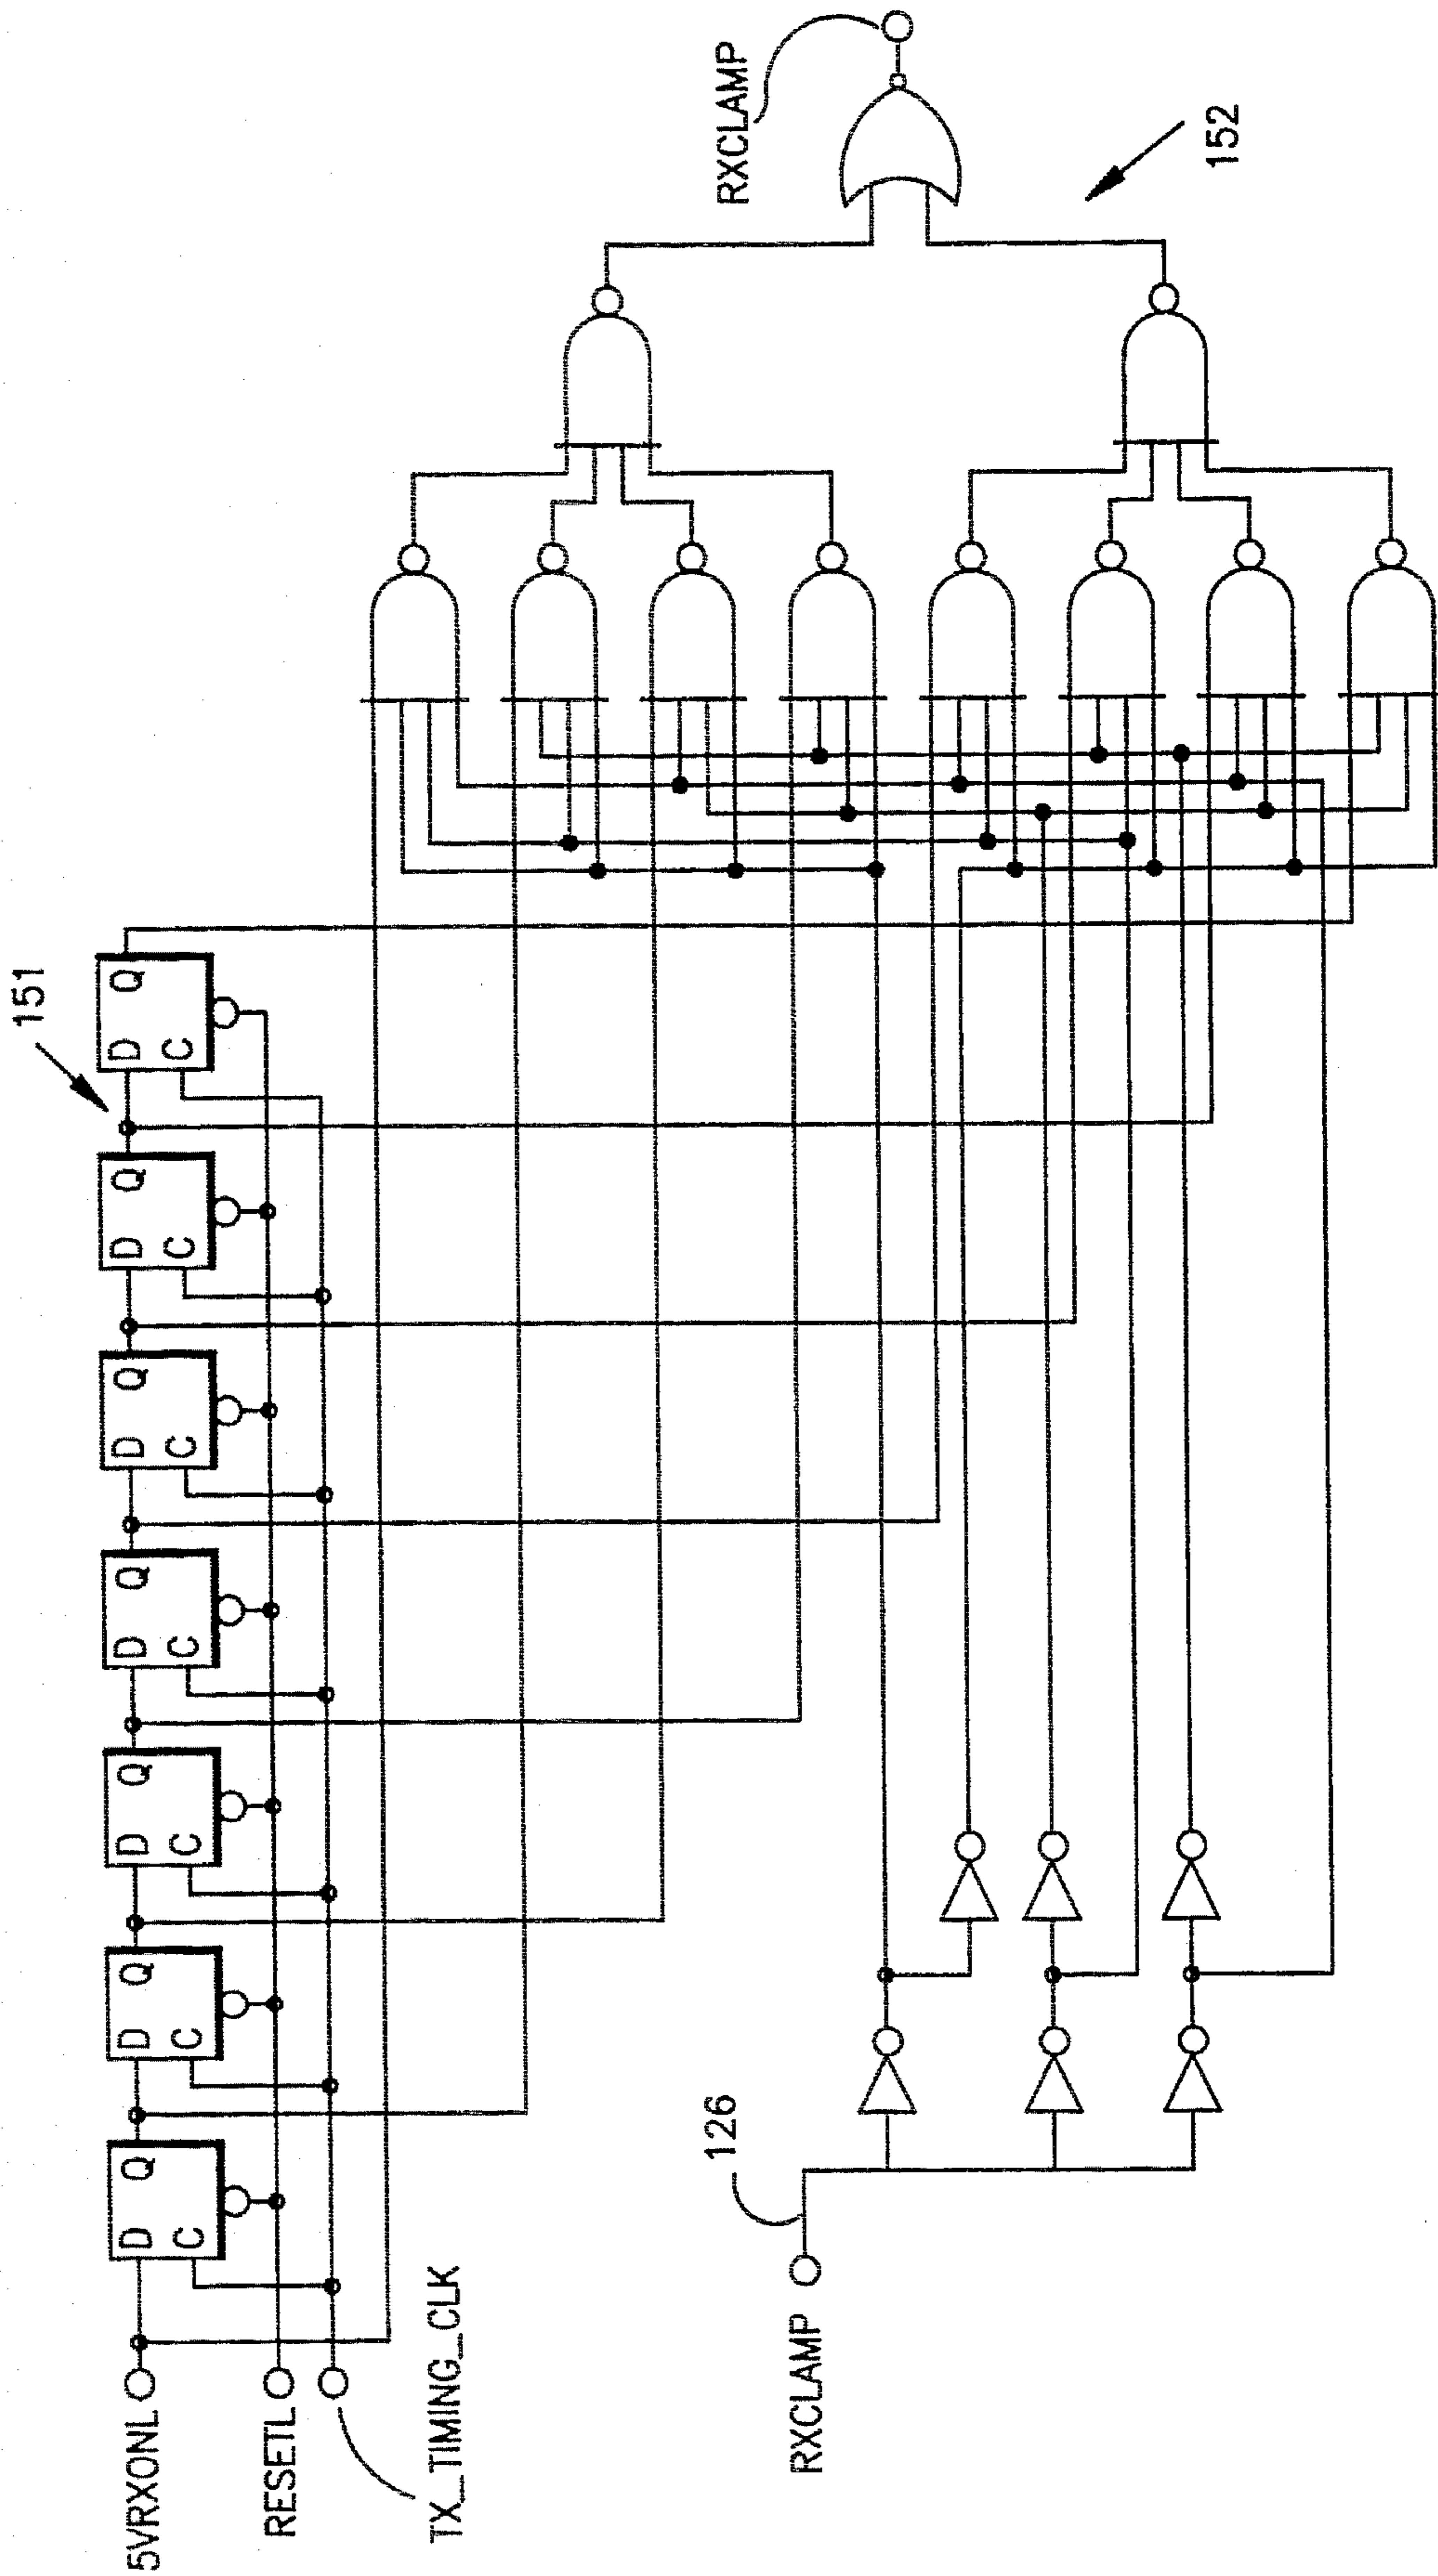 5VRXONL
RESETL
TX_TIMING_CLK
151
D Q
C
D Q
C
D Q
C
D Q
C
D Q
C
D Q
C
D Q
C
RXCLAMP
126
RXCLAMP
152